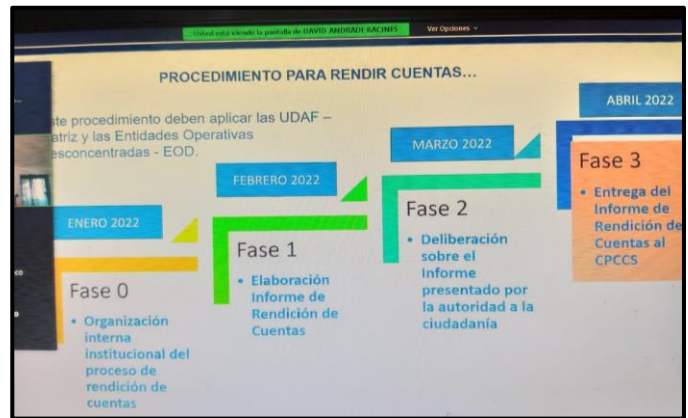 Usted está viendo la pantalla de DAVID ANDRADE RACINES
Ver Opciones
PROCEDIMIENTO PARA RENDIR CUENTAS...
ste procedimiento deben aplicar las UDAF –
atriz y las Entidades Operativas
esconcentradas - EOD.
ENERO 2022
Fase 0
• Organización
interna
institucional del
proceso de
rendición de
cuentas
FEBRERO 2022
Fase 1
• Elaboración
Informe de
Rendición de
Cuentas
MARZO 2022
Fase 2
• Deliberación
sobre el
Informe
presentado por
la autoridad a la
ciudadanía
ABRIL 2022
Fase 3
• Entrega del
Informe de
Rendición de
Cuentas al
CPCCS